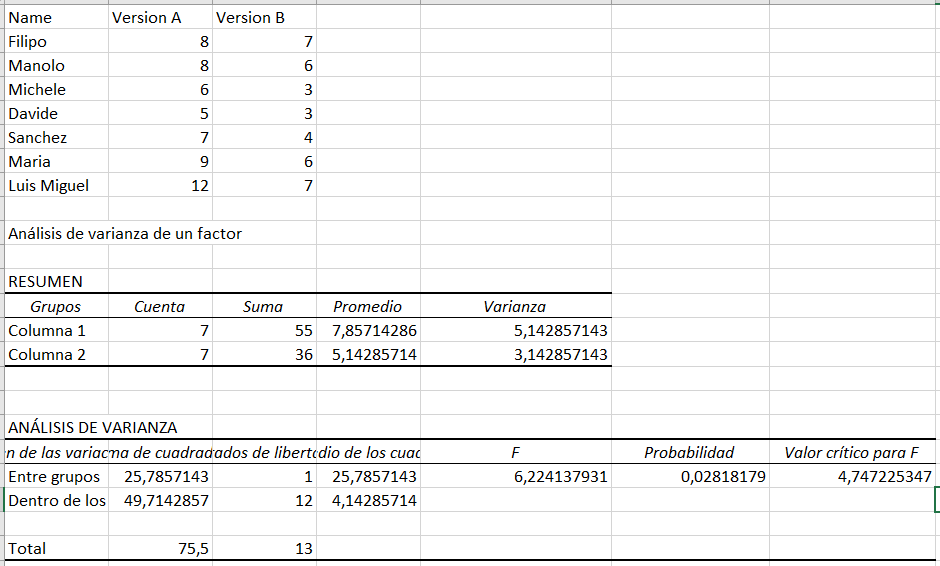 Name Version A Version B
Filipo 8 7
Manolo 8 6
Michele 6 3
Davide 5 3
Sanchez 7 4
Maria 9 6
Luis Miguel 12 7
Análisis de varianza de un factor
RESUMEN
Grupos Cuenta Suma Promedio Varianza
Columna 1 7 55 7,85714286 5,142857143
Columna 2 7 36 5,14285714 3,142857143
ANÁLISIS DE VARIANZA
n de las variac ma de cuadrad ados de liberta dio de los cuad F Probabilidad Valor crítico para F
Entre grupos 25,7857143 1 25,7857143 6,224137931 0,02818179 4,747225347
Dentro de los 49,7142857 12 4,14285714
Total 75,5 13